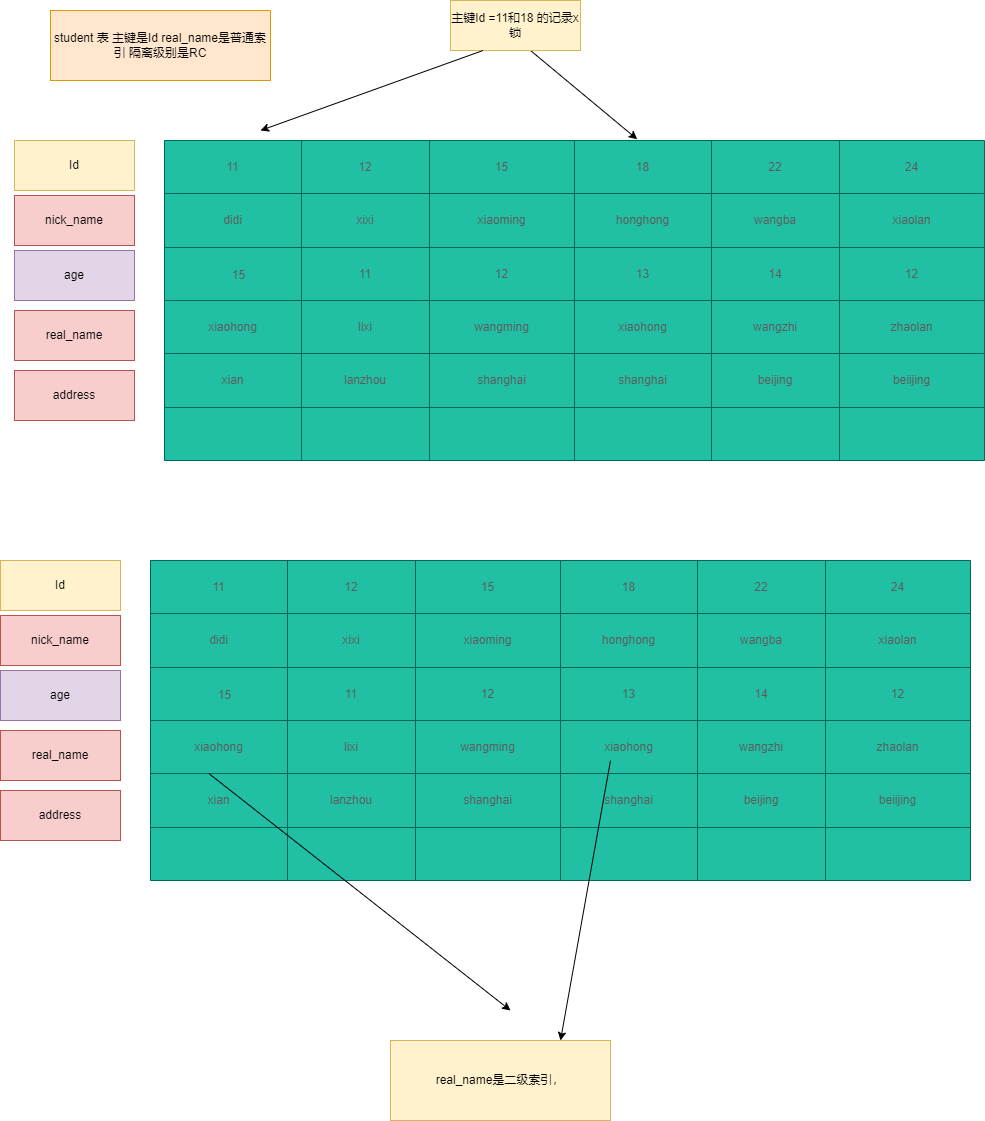 主键Id =11和18 的记录x
锁
student 表 主键是Id real_name是普通索
引 隔离级别是RC
Id 11 12 15 18 22 24
nick_name didi xixi xiaoming honghong wangba xiaolan
age 15 11 12 13 14 12
real_name xiaohong lixi wangming xiaohong wangzhi zhaolan
address xian lanzhou shanghai shanghai beijing beiijing
Id 11 12 15 18 22 24
nick_name didi xixi xiaoming honghong wangba xiaolan
age 15 11 12 13 14 12
real_name xiaohong lixi wangming xiaohong wangzhi zhaolan
address xian lanzhou shanghai shanghai beijing beiijing
real_name是二级索引，